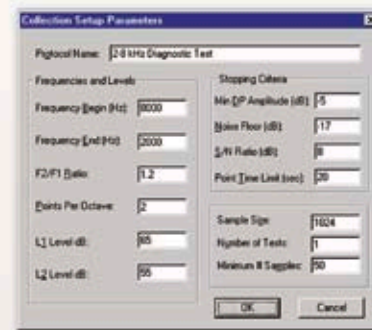 Collection Setup Parameters
Protocol Name: 2-8 kHz Diagnostic Test
Frequencies and Levels
Frequency Begin (Hz): 8000
Frequency End (Hz): 2000
F2/F1 Ratio: 1.2
Points Per Octave: 2
L1 Level dB: 65
L2 Level dB: 55
Stopping Criteria
Min DP Amplitude (dB): -5
Noise Floor (dB): -17
S/N Ratio (dB): 8
Point Time Limit (sec): 20
Sample Size: 1024
Number of Tests: 1
Minimum # Samples: 50
OK
Cancel